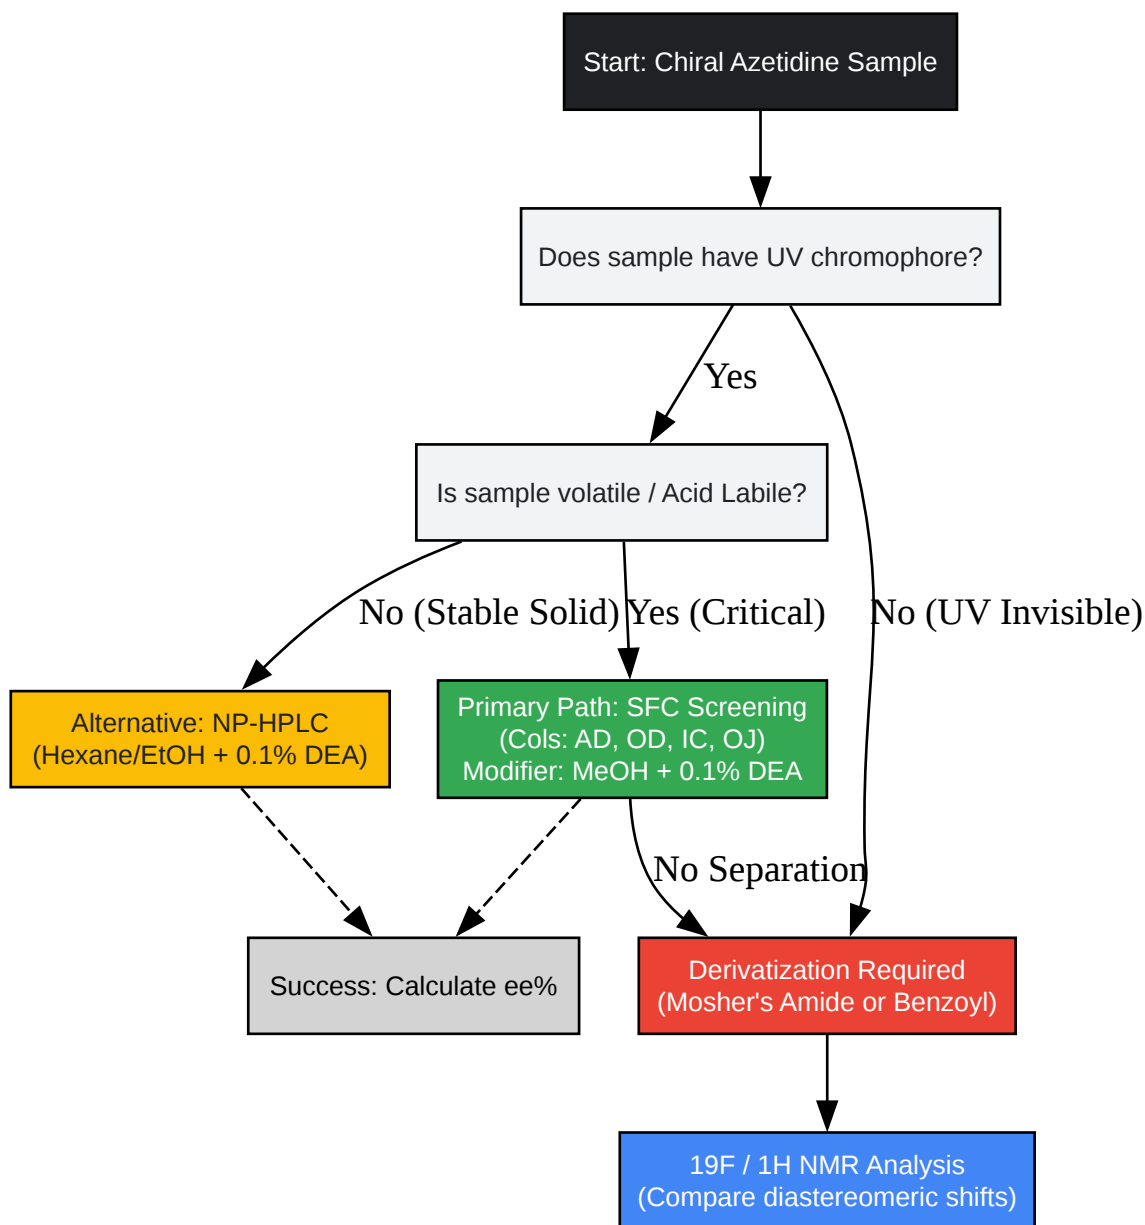 Start: Chiral Azetidine Sample
Does sample have UV chromophore?
Yes
Is sample volatile / Acid Labile?
No (Stable Solid)
Yes (Critical)
No (UV Invisible)
Alternative: NP-HPLC
(Hexane/EtOH + 0.1% DEA)
Primary Path: SFC Screening
(Cols: AD, OD, IC, OJ)
Modifier: MeOH + 0.1% DEA
No Separation
Success: Calculate ee%
Derivatization Required
(Mosher's Amide or Benzoyl)
19F / 1H NMR Analysis
(Compare diastereomeric shifts)